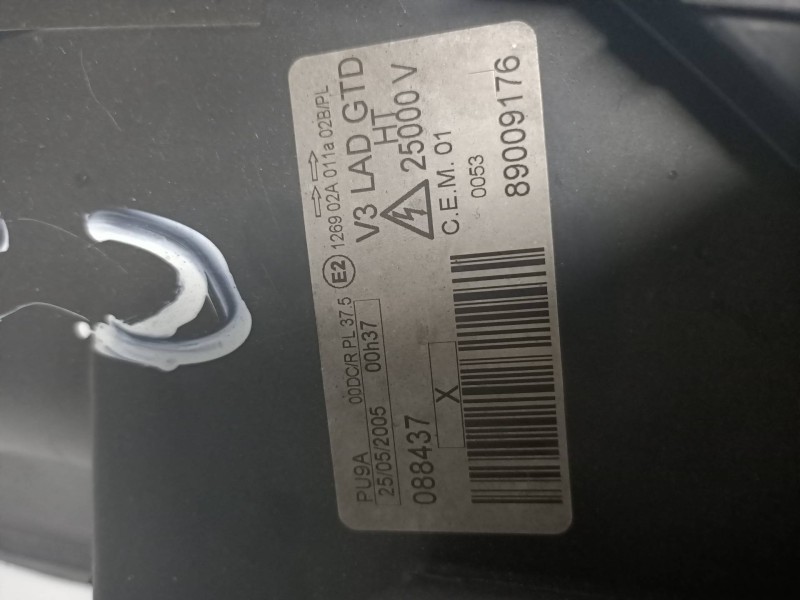 PU9A 00DC/R PL 37.5 E2 1269 02A 011a 02B/PL
25/05/2005 00h37 V3 LAD GTD
HT
088437 25000 V
X C.E.M. 01
0053
89009176